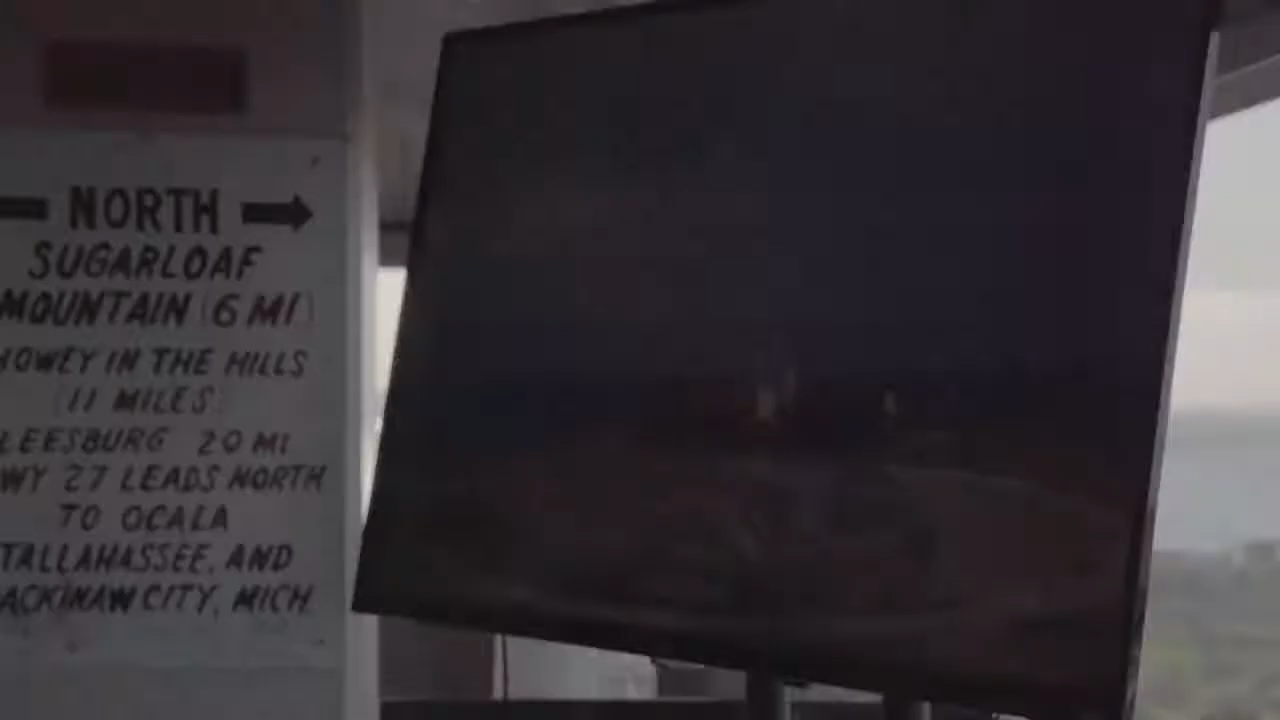 NORTH
SUGARLOAF
MOUNTAIN (6 MI)
HOWEY IN THE HILLS
(11 MILES)
LEESBURG 20 MI
WY 27 LEADS NORTH
TO OCALA
TALLAHASSEE, AND
ACKINAW CITY, MICH